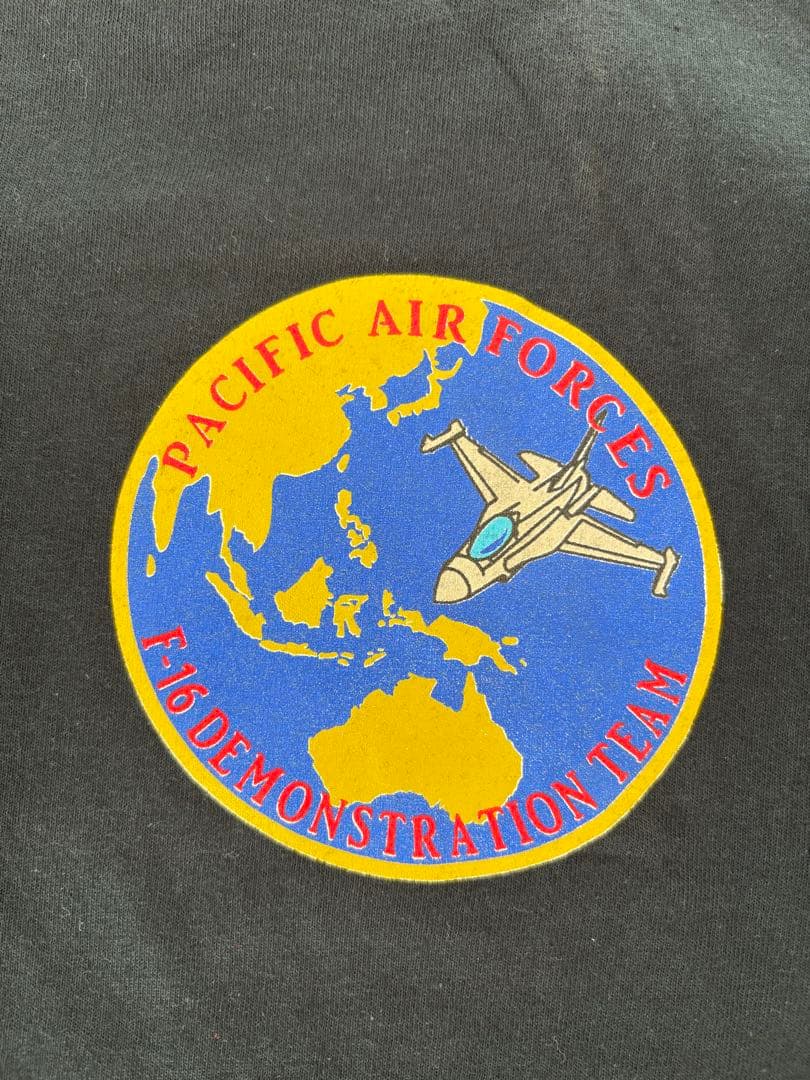 PACIFIC AIR FORCES
F-16 DEMONSTRATION TEAM